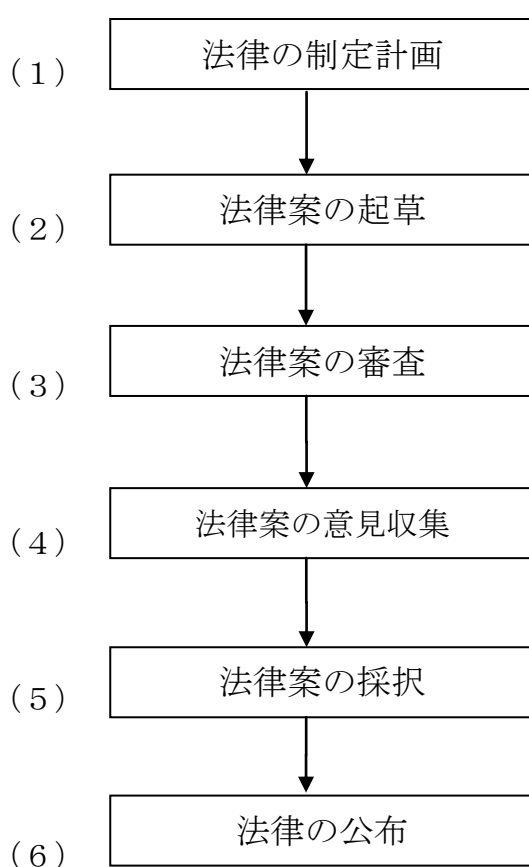 （１） 法律の制定計画
（２） 法律案の起草
（３） 法律案の審査
（４） 法律案の意見収集
（５） 法律案の採択
（６） 法律の公布